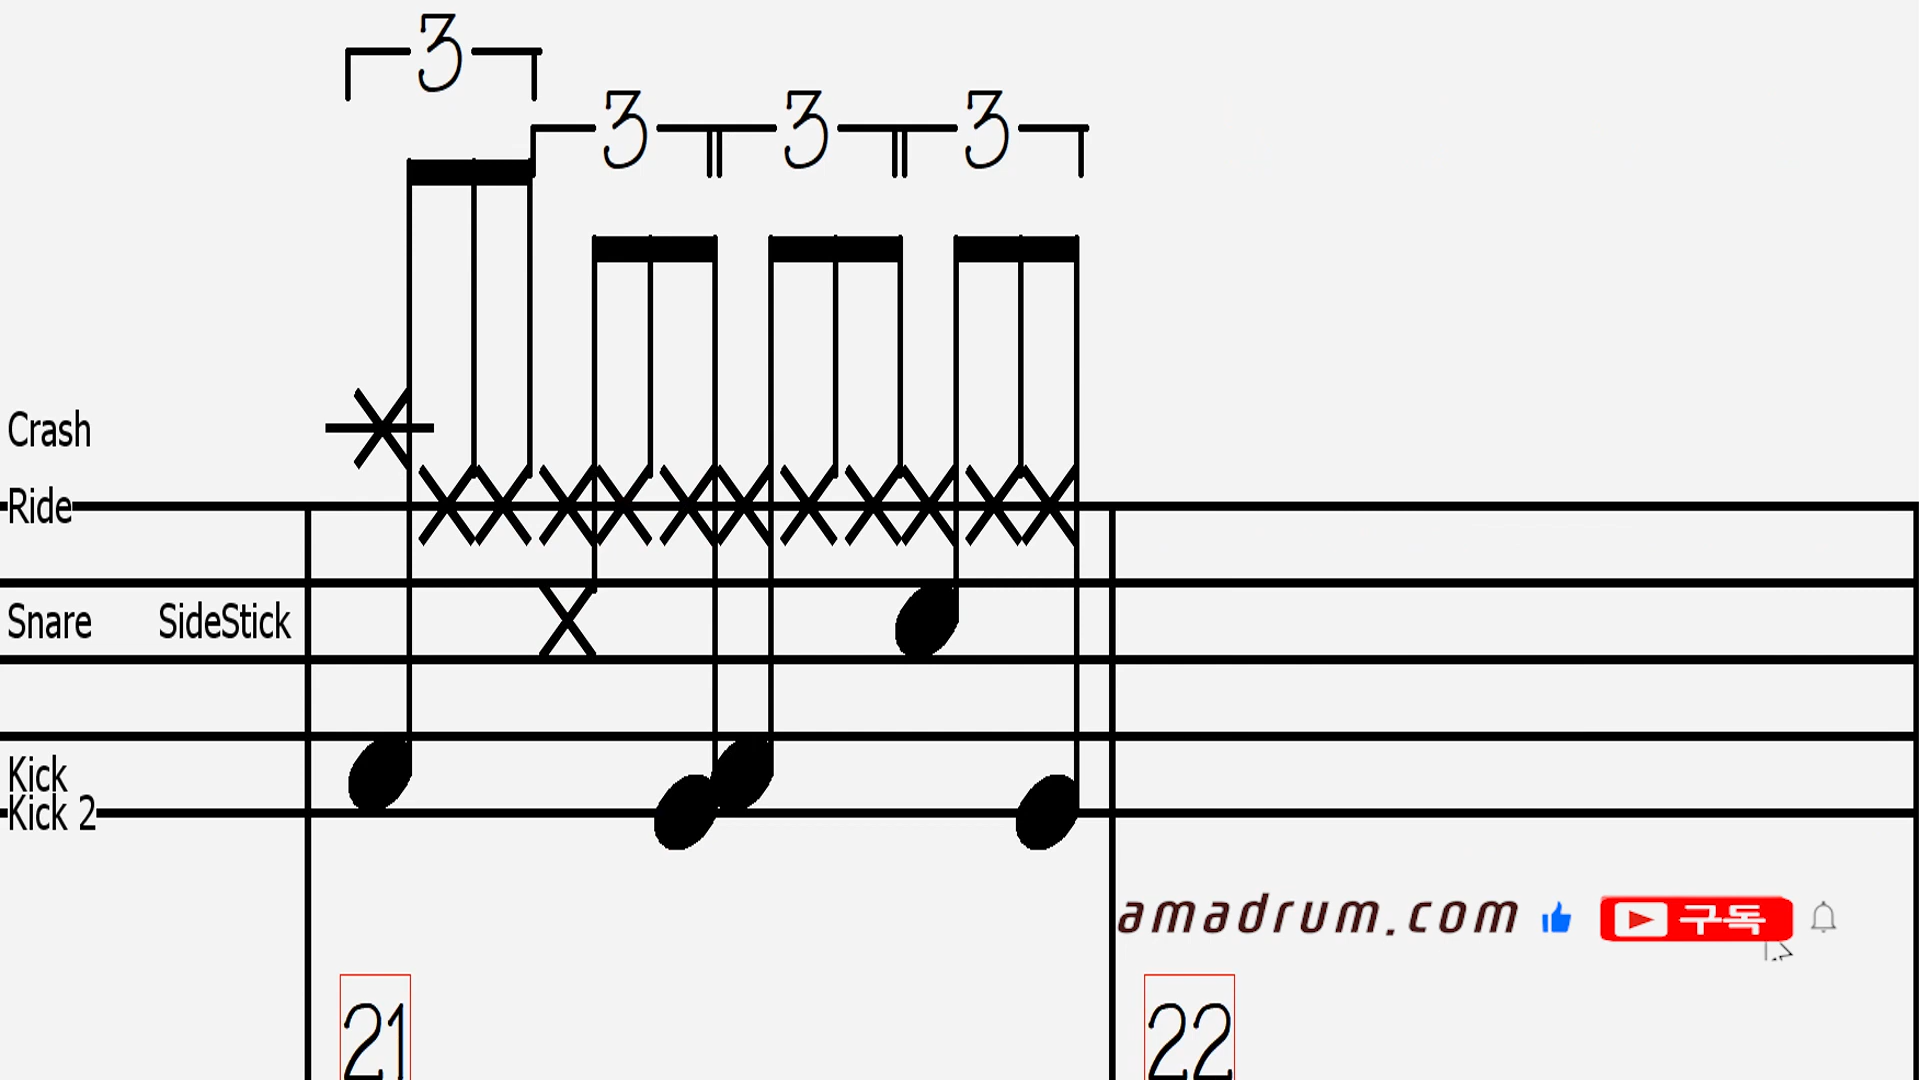 3
3 3 3
Crash
Ride
Snare SideStick
Kick
Kick 2
amadrum.com 구독
21 22